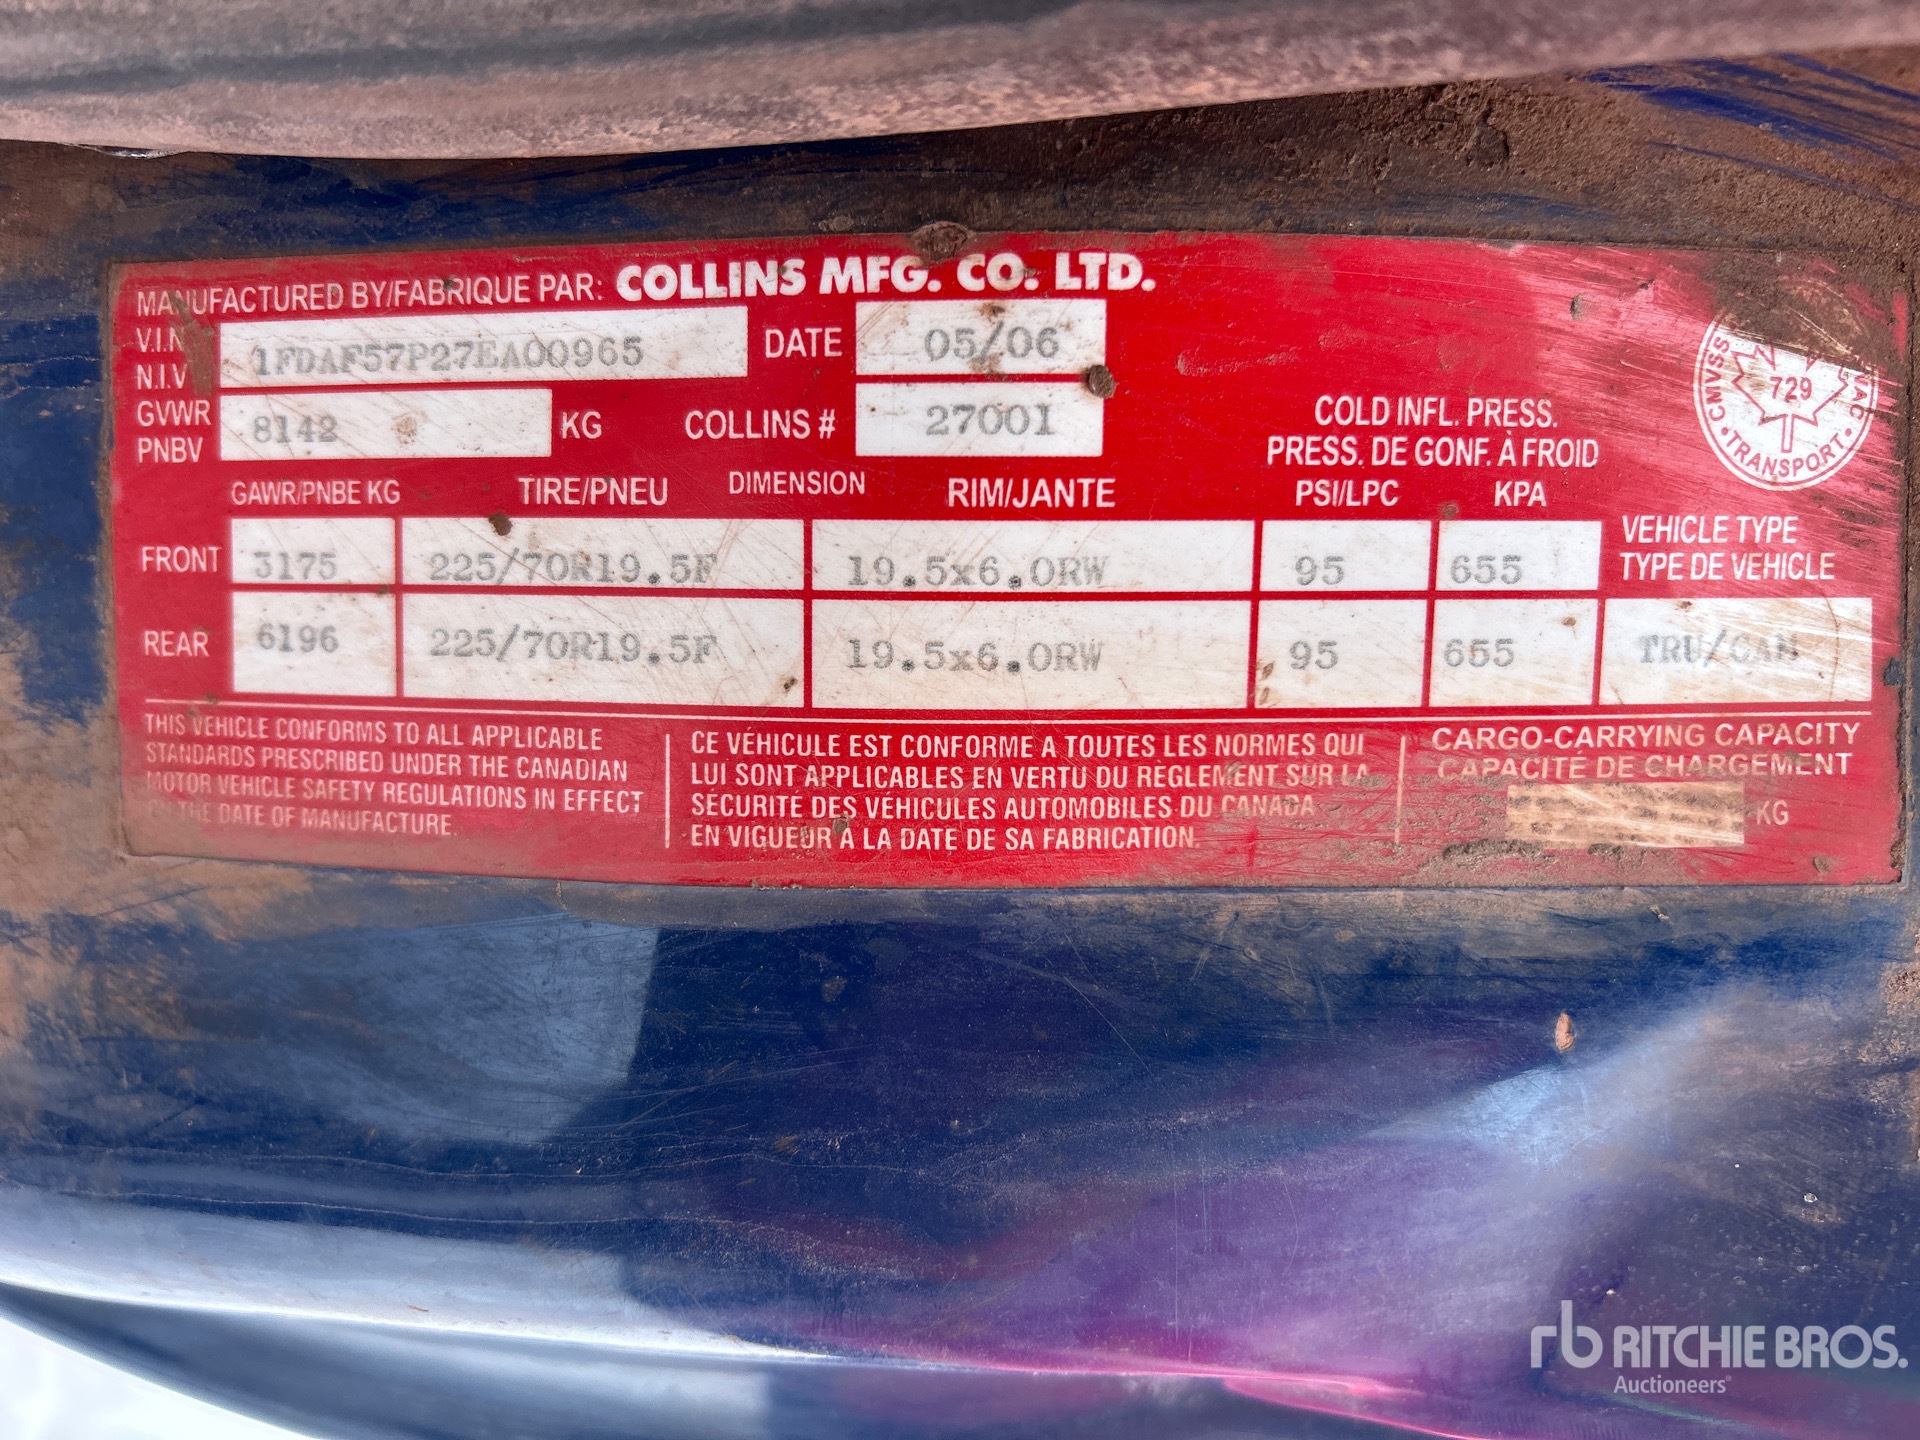 MANUFACTURED BY/FABRIQUE PAR: COLLINS MFG. CO. LTD.
V.I.N
N.I.V
1FDAF57P27EA00965
DATE
05/06
GVWR
PNBV
8142
KG
COLLINS #
27001
COLD INFL. PRESS.
PRESS. DE GONF. À FROID
CMVSS
729
TRANSPORT
GAWR/PNBE KG
TIRE/PNEU
DIMENSION
RIM/JANTE
PSI/LPC
KPA
VEHICLE TYPE
TYPE DE VEHICLE
FRONT
3175
225/70R19.5F
19.5x6.0RW
95
655
REAR
6196
225/70R19.5F
19.5x6.0RW
95
655
TRU/CAM
THIS VEHICLE CONFORMS TO ALL APPLICABLE
STANDARDS PRESCRIBED UNDER THE CANADIAN
MOTOR VEHICLE SAFETY REGULATIONS IN EFFECT
ON THE DATE OF MANUFACTURE.
CE VÉHICULE EST CONFORME A TOUTES LES NORMES QUI
LUI SONT APPLICABLES EN VERTU DU RÈGLEMENT SUR LA
SÉCURITÉ DES VÉHICULES AUTOMOBILES DU CANADA
EN VIGUEUR À LA DATE DE SA FABRICATION.
CARGO-CARRYING CAPACITY
CAPACITÉ DE CHARGEMENT
KG
rb RITCHIE BROS.
Auctioneers